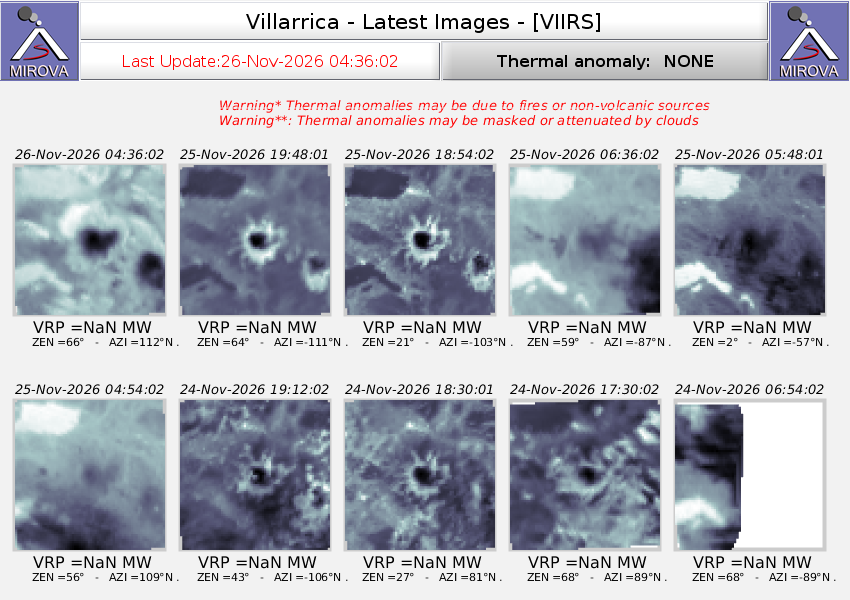 MIROVA
Villarrica - Latest Images - [VIIRS]
MIROVA
Last Update:26-Nov-2026 04:36:02
Thermal anomaly: NONE
Warning* Thermal anomalies may be due to fires or non-volcanic sources
Warning**: Thermal anomalies may be masked or attenuated by clouds
26-Nov-2026 04:36:02 25-Nov-2026 19:48:01 25-Nov-2026 18:54:02 25-Nov-2026 06:36:02 25-Nov-2026 05:48:01
VRP =NaN MW VRP =NaN MW VRP =NaN MW VRP =NaN MW VRP =NaN MW
ZEN =66° - AZI =112°N . ZEN =64° - AZI =-111°N . ZEN =21° - AZI =-103°N . ZEN =59° - AZI =-87°N . ZEN =2° - AZI =-57°N .
25-Nov-2026 04:54:02 24-Nov-2026 19:12:02 24-Nov-2026 18:30:01 24-Nov-2026 17:30:02 24-Nov-2026 06:54:02
VRP =NaN MW VRP =NaN MW VRP =NaN MW VRP =NaN MW VRP =NaN MW
ZEN =56° - AZI =109°N . ZEN =43° - AZI =-106°N . ZEN =27° - AZI =81°N . ZEN =68° - AZI =89°N . ZEN =68° - AZI =-89°N .